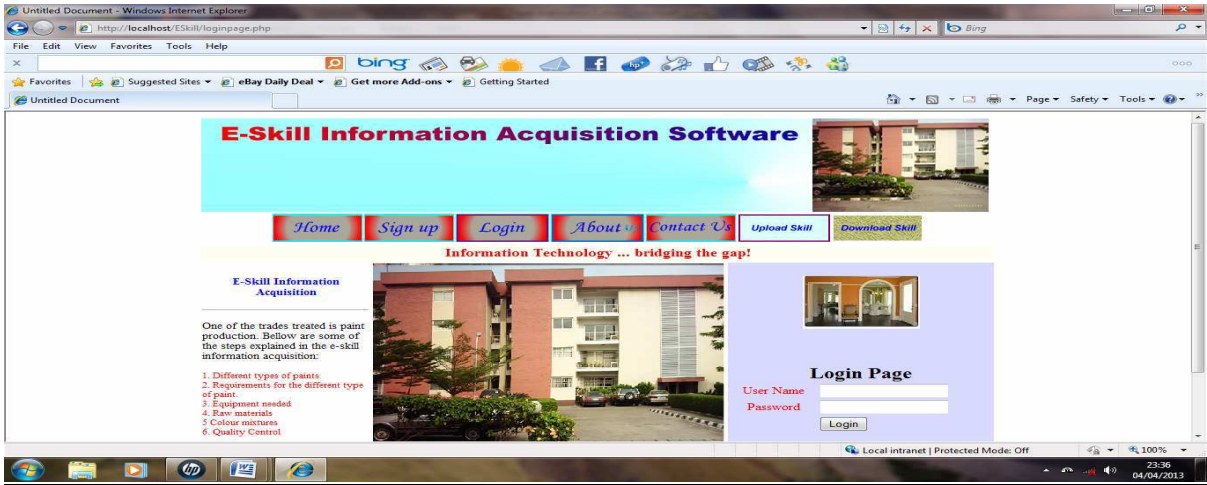 Untitled Document - Windows Internet Explorer
http://localhost/ESkill/loginpage.php
Bing
File Edit View Favorites Tools Help
bing
Favorites Suggested Sites eBay Daily Deal Get more Add-ons Getting Started
Untitled Document
Page Safety Tools
E-Skill Information Acquisition Software
Home Sign up Login About Us Contact Us Upload Skill Download Skill
Information Technology ... bridging the gap!
E-Skill Information
Acquisition
One of the trades treated is paint
production. Bellow are some of
the steps explained in the e-skill
information acquisition:
1. Different types of paints
2. Requirements for the different type
of paint.
3. Equipment needed
4. Raw materials
5 Colour mixtures
6. Quality Control
Login Page
User Name
Password
Login
Local intranet | Protected Mode: Off
100%
23:36
04/04/2013